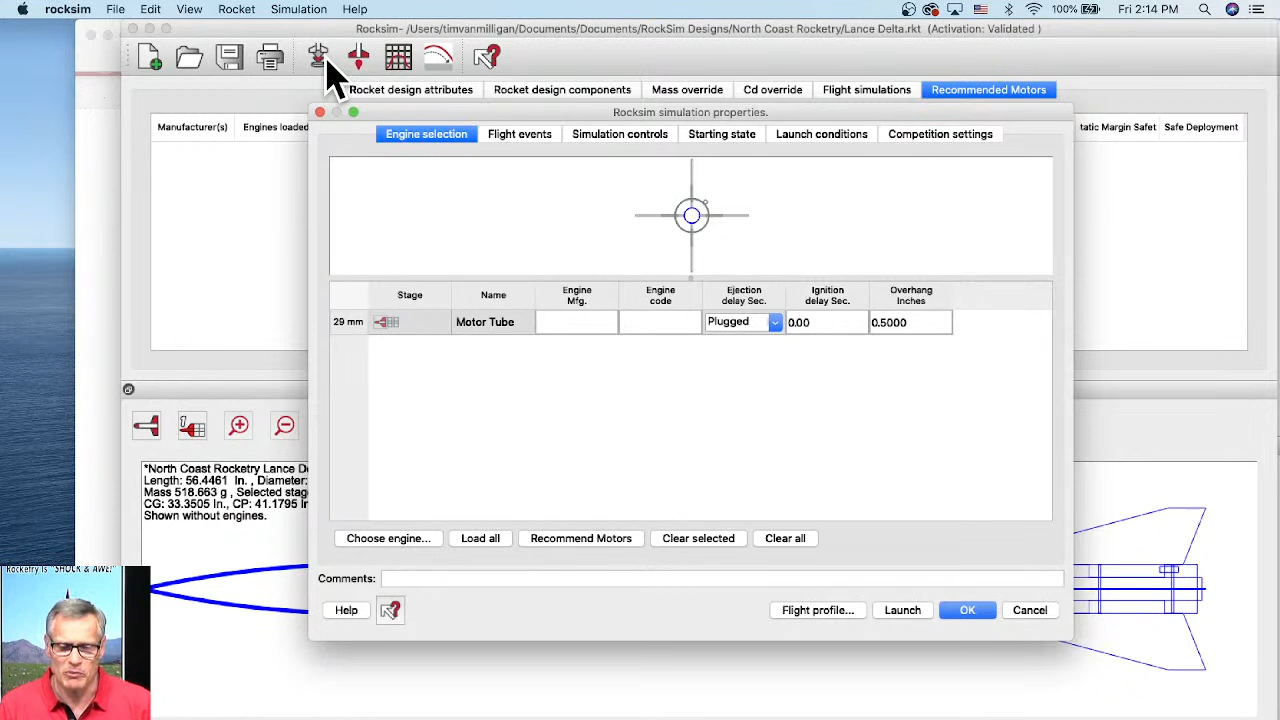 rocksim File Edit View Rocket Simulation Help 100% Fri 2:14 PM
Rocksim- /Users/timvanmilligan/Documents/Documents/RockSim Designs/North Coast Rocketry/Lance Delta.rkt (Activation: Validated )
Rocket design attributes Rocket design components Mass override Cd override Flight simulations Recommended Motors
Manufacturer(s) Engines loaded tatic Margin Safet Safe Deployment
Rocksim simulation properties.
Engine selection Flight events Simulation controls Starting state Launch conditions Competition settings
Stage Name Engine Mfg. Engine code Ejection delay Sec. Ignition delay Sec. Overhang Inches
29 mm Motor Tube Plugged 0.00 0.5000
Choose engine... Load all Recommend Motors Clear selected Clear all
Comments:
Help Flight profile... Launch OK Cancel
*North Coast Rocketry Lance De
Length: 56.4461 In. , Diameter:
Mass 518.663 g , Selected stag
CG: 33.3505 In., CP: 41.1795 In
Shown without engines.
Rocketry is "SHOCK & AWE!"